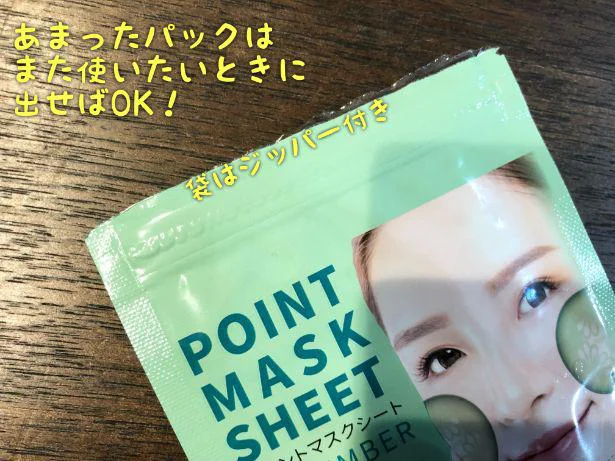 あまったパックは
また使いたいときに
出せばOK！
袋はジッパー付き
POINT
MASK
SHEET
ントマスクシート
MBER